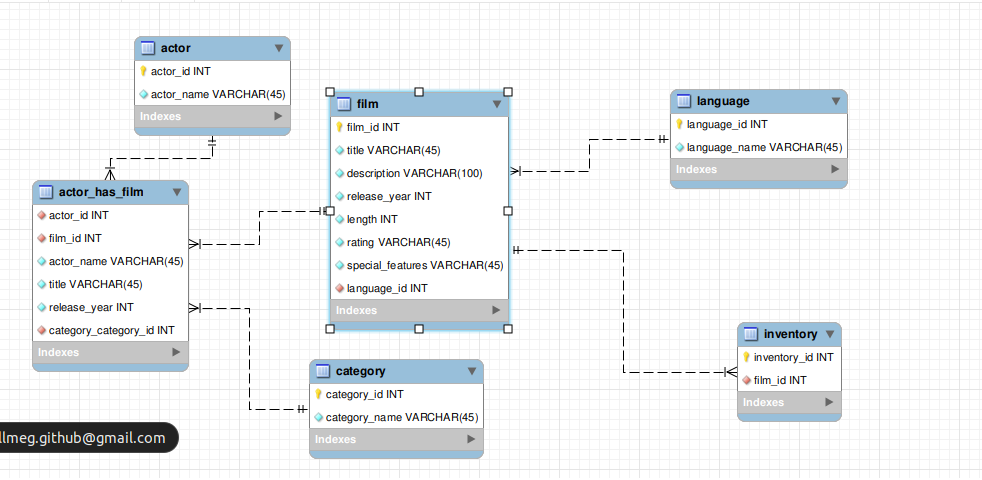 actor
actor_id INT
actor_name VARCHAR(45)
Indexes
film
film_id INT
title VARCHAR(45)
description VARCHAR(100)
release_year INT
length INT
rating VARCHAR(45)
special_features VARCHAR(45)
language_id INT
Indexes
language
language_id INT
language_name VARCHAR(45)
Indexes
actor_has_film
actor_id INT
film_id INT
actor_name VARCHAR(45)
title VARCHAR(45)
release_year INT
category_category_id INT
Indexes
category
category_id INT
category_name VARCHAR(45)
Indexes
inventory
inventory_id INT
film_id INT
Indexes
llmeg.github@gmail.com